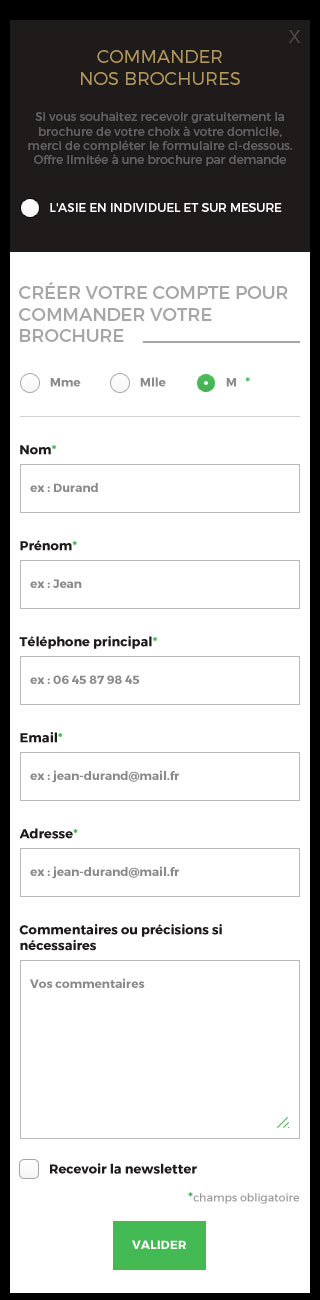 X
COMMANDER
NOS BROCHURES
Si vous souhaitez recevoir gratuitement la
brochure de votre choix à votre domicile,
merci de compléter le formulaire ci-dessous.
Offre limitée à une brochure par demande
L'ASIE EN INDIVIDUEL ET SUR MESURE
CRÉER VOTRE COMPTE POUR
COMMANDER VOTRE
BROCHURE
Mme Mlle M *
Nom*
ex : Durand
Prénom*
ex : Jean
Téléphone principal*
ex : 06 45 87 98 45
Email*
ex : jean-durand@mail.fr
Adresse*
ex : jean-durand@mail.fr
Commentaires ou précisions si
nécessaires
Vos commentaires
Recevoir la newsletter
*champs obligatoire
VALIDER